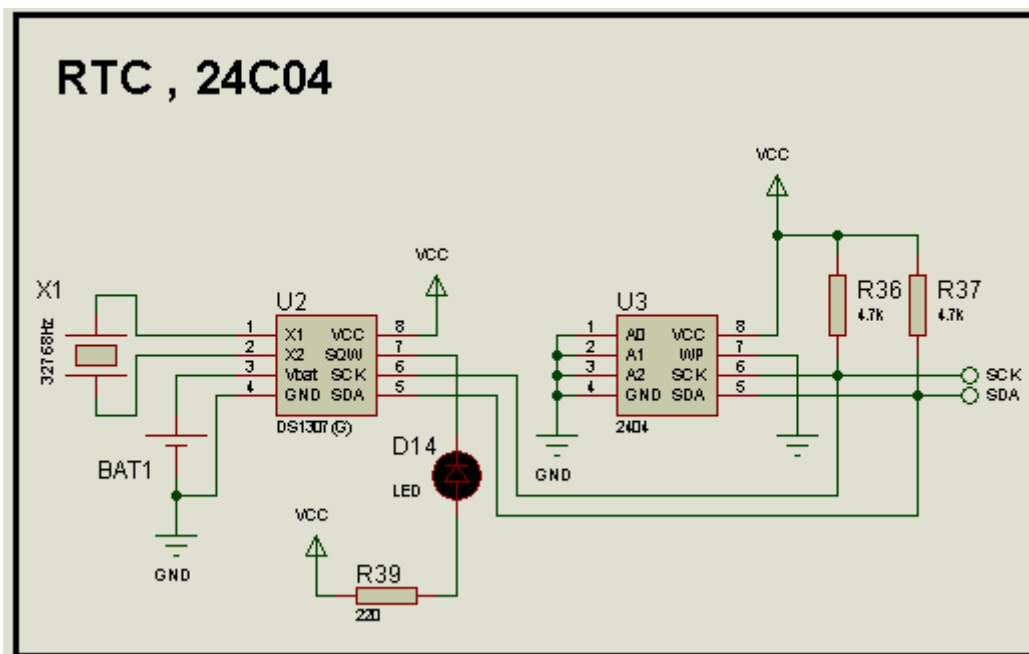 RTC , 24C04
VCC
VCC
X1
32768Hz
U2
1 X1 VCC 8
2 X2 SQW 7
3 Vbat SCK 6
4 GND SDA 5
DS1307 (G)
BAT1
GND
D14
LED
VCC
R39
220
U3
1 A0 VCC 8
2 A1 WP 7
3 A2 SCK 6
4 GND SDA 5
2404
GND
R36
4.7k
R37
4.7k
SCK
SDA